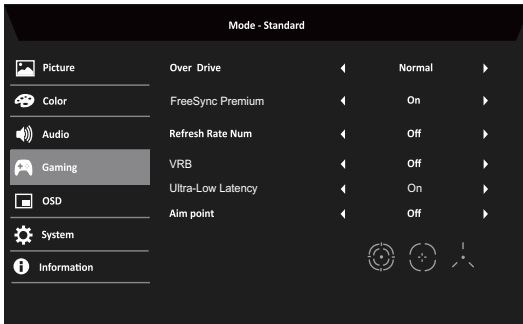 Mode - Standard
Picture
Over Drive Normal
Color
FreeSync Premium On
Audio
Refresh Rate Num Off
Gaming
VRB Off
Ultra-Low Latency On
OSD
Aim point Off
System
Information